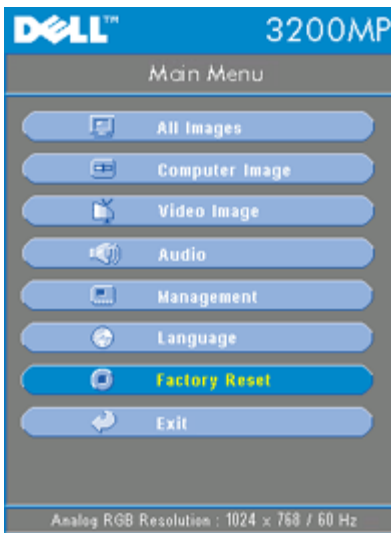 DELL™ 3200MP
Main Menu
All Images
Computer Image
Video Image
Audio
Management
Language
Factory Reset
Exit
Analog RGB Resolution : 1024 x 768 / 60 Hz